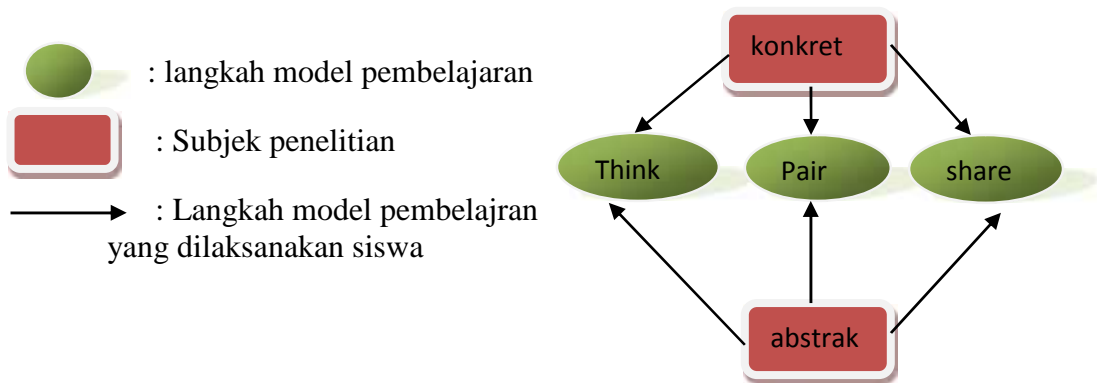 : langkah model pembelajaran
: Subjek penelitian
: Langkah model pembelajran
yang dilaksanakan siswa
konkret
Think
Pair
share
abstrak